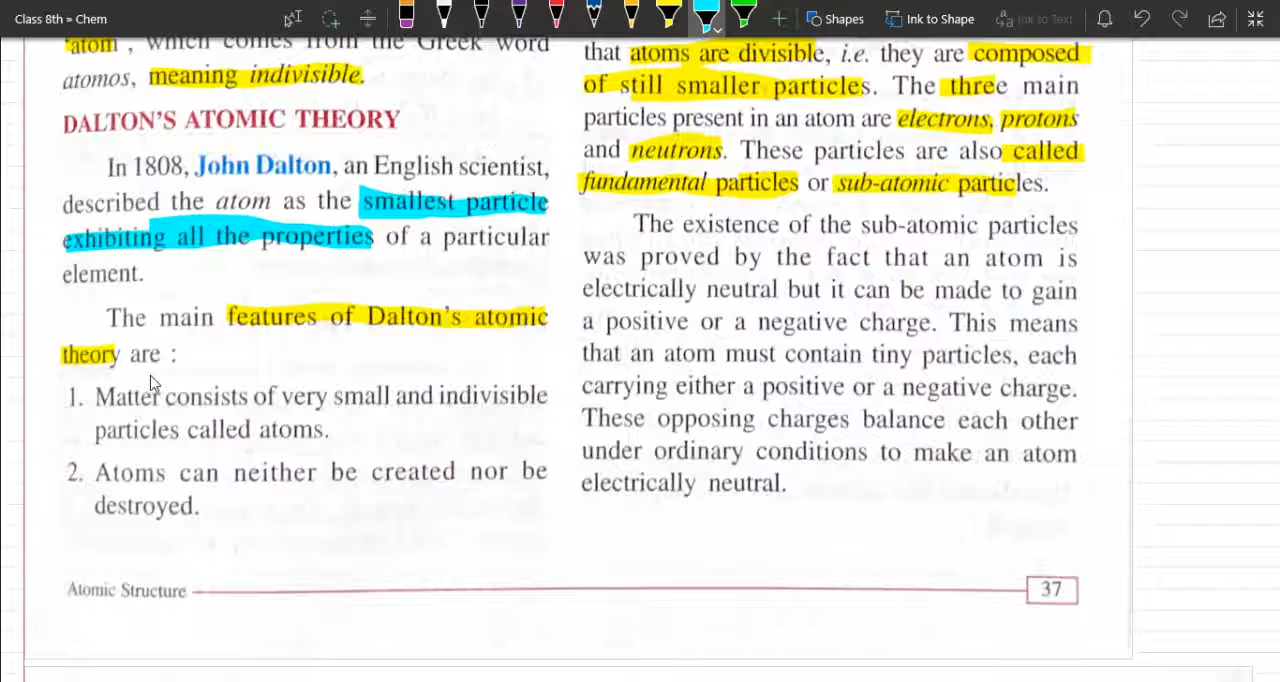 Class 8th » Chem
Shapes
Ink to Shape
Ink to Text
'atom', which comes from the Greek word
atomos, meaning indivisible.
DALTON'S ATOMIC THEORY
In 1808, John Dalton, an English scientist,
described the atom as the smallest particle
exhibiting all the properties of a particular
element.
The main features of Dalton's atomic
theory are :
1. Matter consists of very small and indivisible
particles called atoms.
2. Atoms can neither be created nor be
destroyed.
that atoms are divisible, i.e. they are composed
of still smaller particles. The three main
particles present in an atom are electrons, protons
and neutrons. These particles are also called
fundamental particles or sub-atomic particles.
The existence of the sub-atomic particles
was proved by the fact that an atom is
electrically neutral but it can be made to gain
a positive or a negative charge. This means
that an atom must contain tiny particles, each
carrying either a positive or a negative charge.
These opposing charges balance each other
under ordinary conditions to make an atom
electrically neutral.
Atomic Structure
37